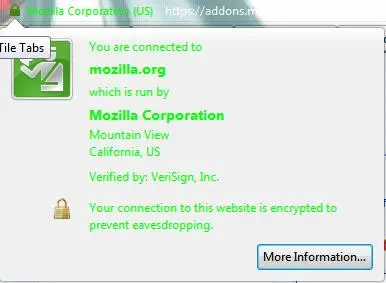 Mozilla Corporation (US) https://addons.m
Tile Tabs
You are connected to
mozilla.org
which is run by
Mozilla Corporation
Mountain View
California, US
Verified by: VeriSign, Inc.
Your connection to this website is encrypted to
prevent eavesdropping.
More Information...